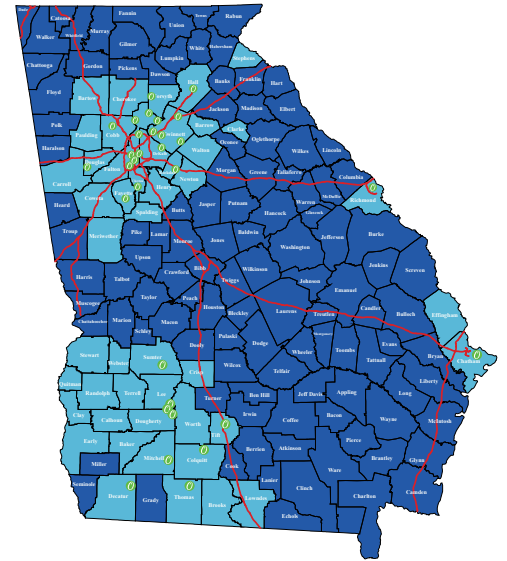 Dade
Catoosa
Fannin
Towns
Rabun
Union
Walker
Whitfield
Murray
Gilmer
White
Habersham
Stephens
Lumpkin
Chattooga
Gordon
Pickens
Dawson
Hall
Banks
Franklin
Hart
Floyd
Bartow
Cherokee
Forsyth
Jackson
Madison
Elbert
Polk
Paulding
Cobb
Gwinnett
Barrow
Clarke
Oconee
Oglethorpe
Wilkes
Lincoln
Haralson
Douglas
Fulton
Walton
Morgan
Greene
Taliaferro
Columbia
McDuffie
Carroll
Newton
Henry
Richmond
Warren
Glascock
Heard
Coweta
Fayette
Spalding
Butts
Jasper
Putnam
Hancock
Jefferson
Burke
Troup
Meriwether
Pike
Lamar
Monroe
Jones
Baldwin
Washington
Upson
Jenkins
Screven
Harris
Talbot
Crawford
Bibb
Twiggs
Wilkinson
Johnson
Emanuel
Muscogee
Taylor
Peach
Houston
Bleckley
Laurens
Treutlen
Candler
Bulloch
Effingham
Chattahoochee
Marion
Schley
Macon
Pulaski
Dodge
Montgomery
Wheeler
Toombs
Tattnall
Evans
Bryan
Chatham
Stewart
Webster
Sumter
Dooly
Wilcox
Telfair
Liberty
Quitman
Randolph
Terrell
Lee
Crisp
Turner
Ben Hill
Jeff Davis
Appling
Long
Clay
Calhoun
Dougherty
Worth
Tift
Irwin
Coffee
Bacon
Wayne
McIntosh
Early
Baker
Mitchell
Colquitt
Berrien
Atkinson
Pierce
Brantley
Glynn
Miller
Cook
Ware
Seminole
Decatur
Grady
Thomas
Brooks
Lowndes
Lanier
Clinch
Echols
Charlton
Camden